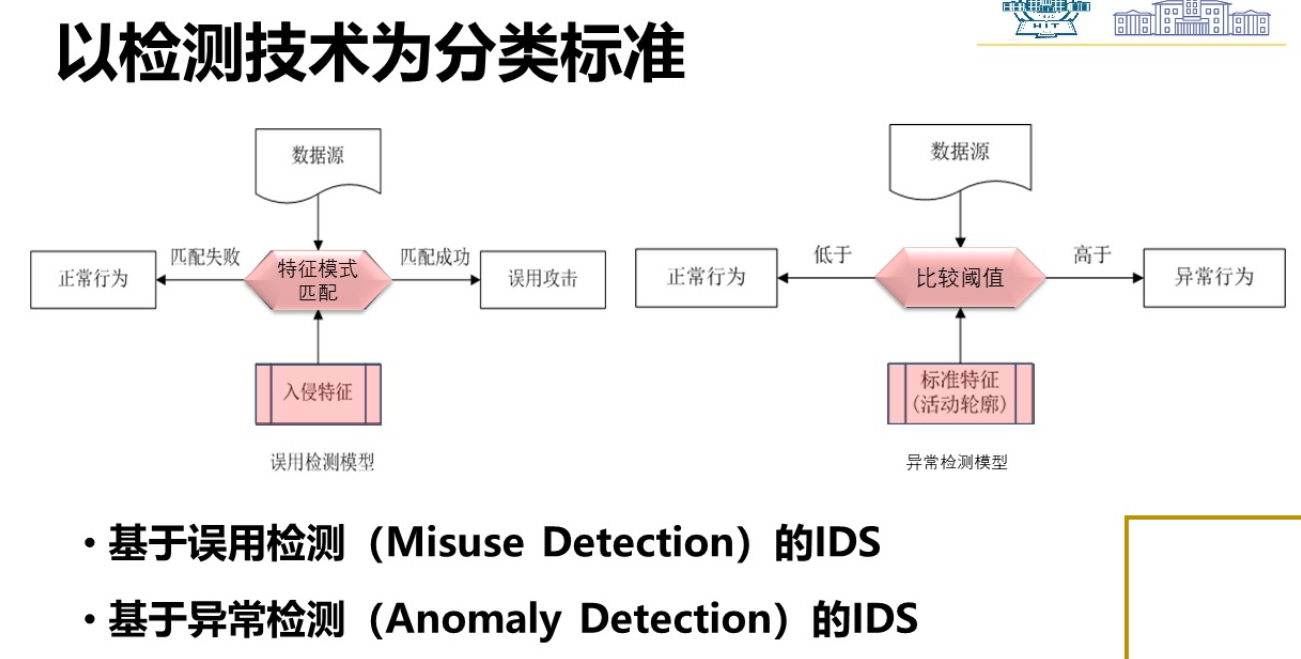 以检测技术为分类标准
HIT
数据源
匹配失败
特征模式
匹配
匹配成功
正常行为
误用攻击
入侵特征
误用检测模型
数据源
低于
比较阈值
高于
正常行为
异常行为
标准特征
(活动轮廓)
异常检测模型
・基于误用检测（Misuse Detection）的IDS
・基于异常检测（Anomaly Detection）的IDS